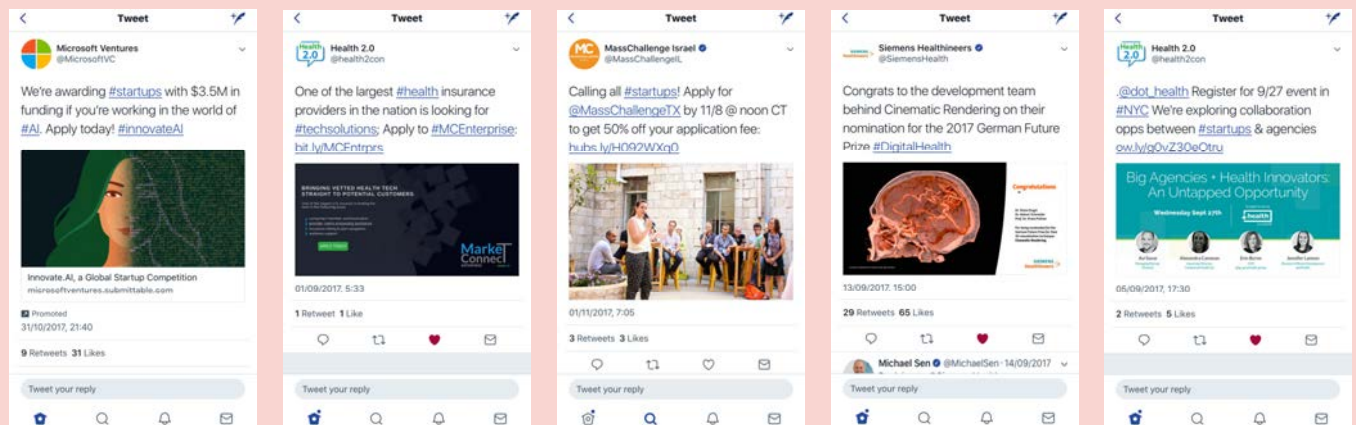 Tweet
Microsoft Ventures
@MicrosoftVC
We're awarding #startups with $3.5M in
funding if you're working in the world of
#AI. Apply today! #innovateAI
Innovate.AI, a Global Startup Competition
microsoftventures.submittable.com
Promoted
31/10/2017, 21:40
9 Retweets 31 Likes
Tweet your reply
Tweet
Health 2.0
Health 2.0
@health2con
One of the largest #health insurance
providers in the nation is looking for
#techsolutions; Apply to #MCEnterprise:
bit.ly/MCEntrprs
BRINGING VETTED HEALTH TECH
STRAIGHT TO POTENTIAL CUSTOMERS
Market
Connect
01/09/2017, 5:33
1 Retweet 1 Like
Tweet your reply
Tweet
MC
MassChallenge Israel
@MassChallengeIL
Calling all #startups! Apply for
@MassChallengeTX by 11/8 @ noon CT
to get 50% off your application fee:
hubs.ly/H092WXq0
01/11/2017, 7:05
3 Retweets 3 Likes
Tweet your reply
Tweet
SIEMENS
Healthineers
Siemens Healthineers
@SiemensHealth
Congrats to the development team
behind Cinematic Rendering on their
nomination for the 2017 German Future
Prize #DigitalHealth
Congratulations
SIEMENS
Healthineers
13/09/2017, 15:00
29 Retweets 65 Likes
Michael Sen @MichaelSen · 14/09/2017
Tweet your reply
Tweet
Health 2.0
Health 2.0
@health2con
.@dot_health Register for 9/27 event in
#NYC We're exploring collaboration
opps between #startups & agencies
ow.ly/g0vZ30eOtru
Big Agencies + Health Innovators:
An Untapped Opportunity
Wednesday Sept 27th
.health
05/09/2017, 17:30
2 Retweets 5 Likes
Tweet your reply